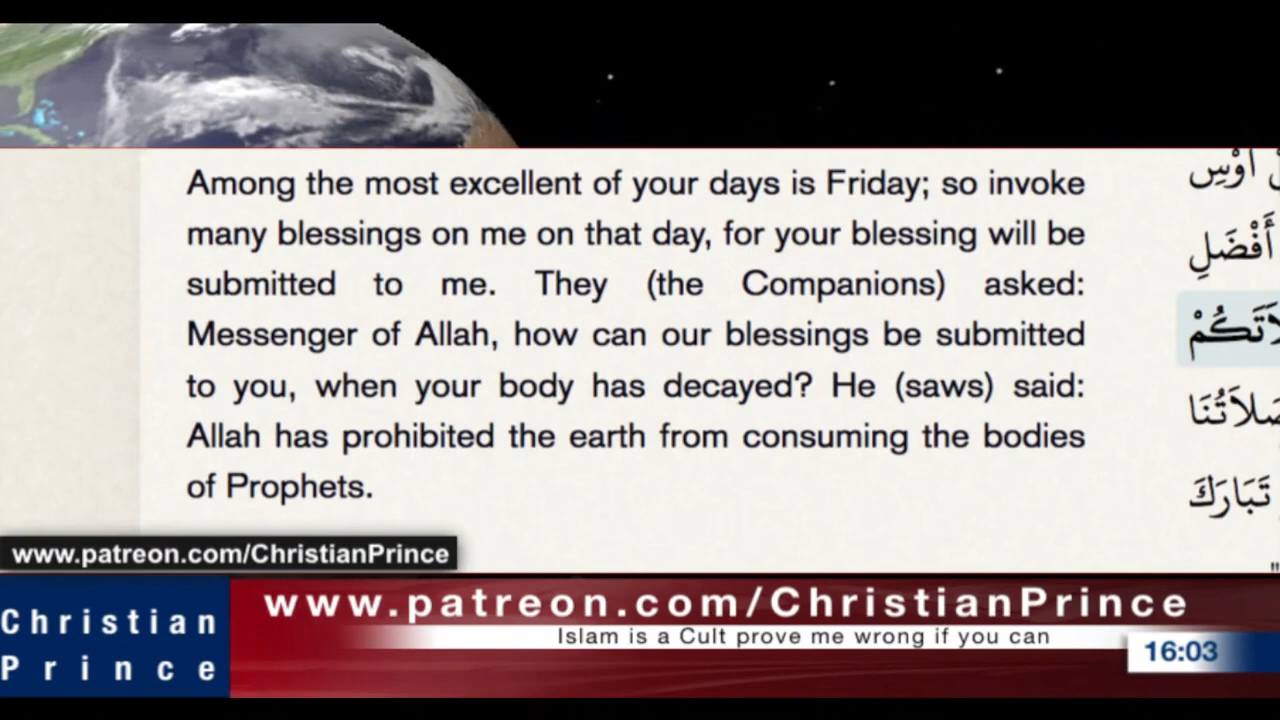 Among the most excellent of your days is Friday; so invoke
many blessings on me on that day, for your blessing will be
submitted to me. They (the Companions) asked:
Messenger of Allah, how can our blessings be submitted
to you, when your body has decayed? He (saws) said:
Allah has prohibited the earth from consuming the bodies
of Prophets.
أَوْسِ
أَفْضَلِ
تَبَارَكَ
www.patreon.com/ChristianPrince
Christian
Prince
www.patreon.com/ChristianPrince
Islam is a Cult prove me wrong if you can
16:03